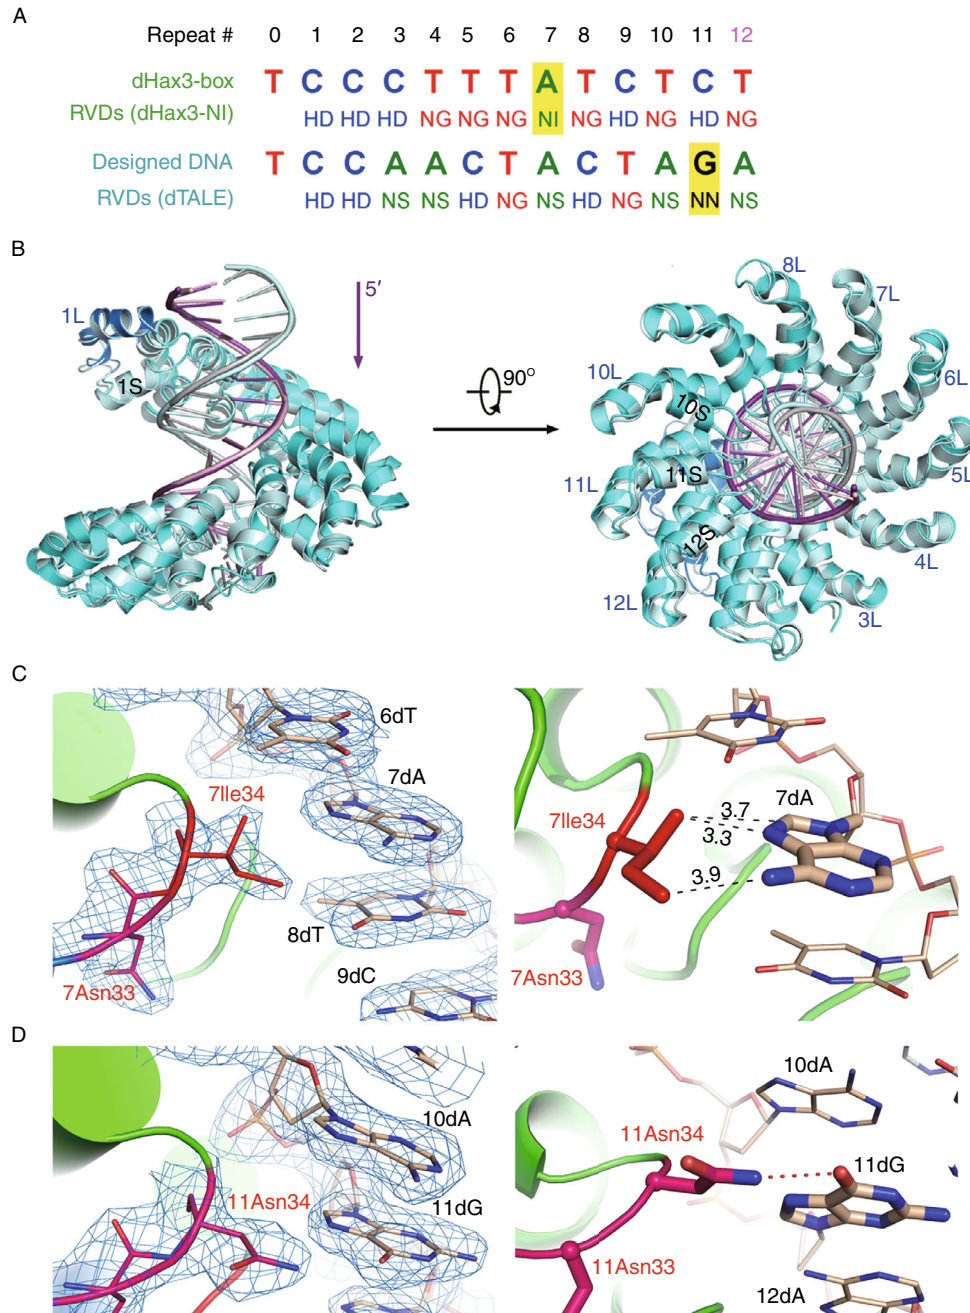 A
Repeat # 0 1 2 3 4 5 6 7 8 9 10 11 12
dHax3-box T C C C T T T A T C T C T
RVDs (dHax3-NI) HD HD HD NG NG NG NI NG HD NG HD NG
Designed DNA T C C A A C T A C T A G A
RVDs (dTALE) HD HD NS NS HD NG NS HD NG NS NN NS
B
1L
1S
5′
90O
8L
7L
10L
6L
10S
11L
11S
5L
12S
4L
12L
3L
C
6dT
7dA
7Ile34
8dT
7Asn33
9dC
7Ile34
3.7
7dA
3.3
3.9
7Asn33
D
10dA
11Asn34
11dG
10dA
11Asn34
11dG
11Asn33
12dA